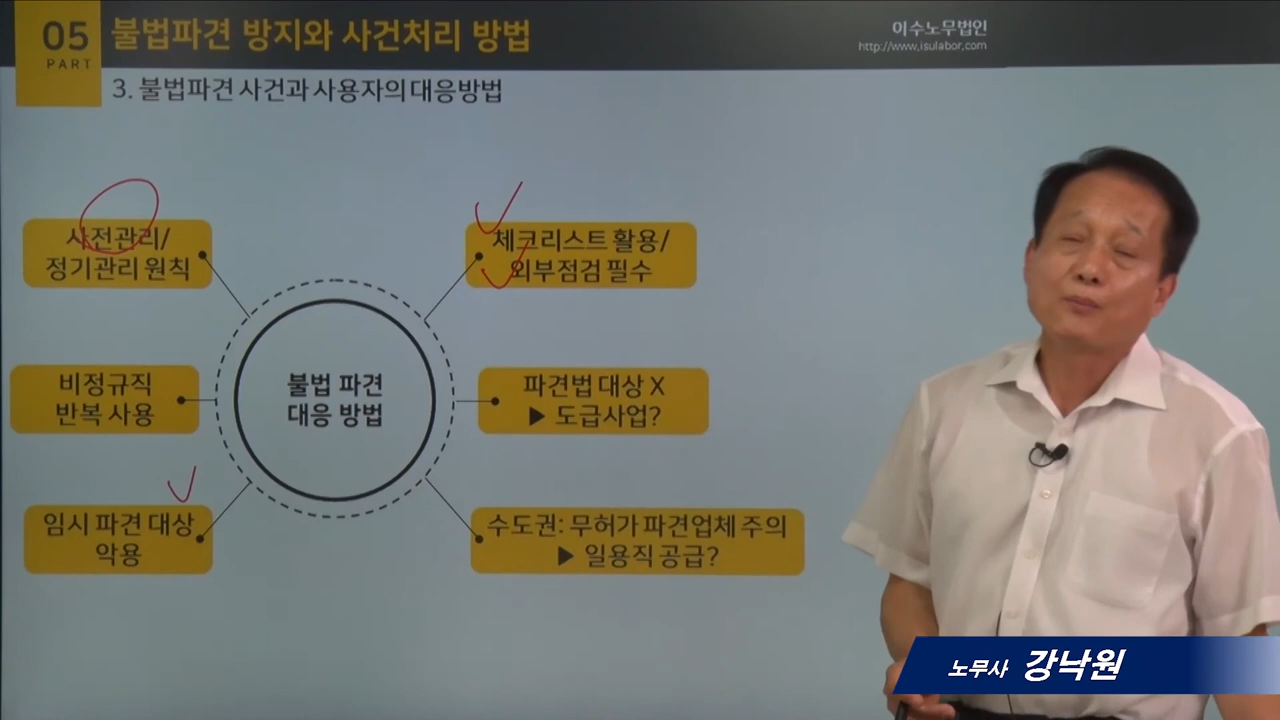 05
PART
불법파견 방지와 사건처리 방법
이수노무법인
http://www.isulabor.com
3. 불법파견 사건과 사용자의 대응방법
사전관리/
정기관리 원칙
체크리스트 활용/
외부점검 필수
비정규직
반복 사용
불법 파견
대응 방법
파견법 대상 X
▶ 도급사업?
임시 파견 대상
악용
수도권: 무허가 파견업체 주의
▶ 일용직 공급?
노무사 강낙원